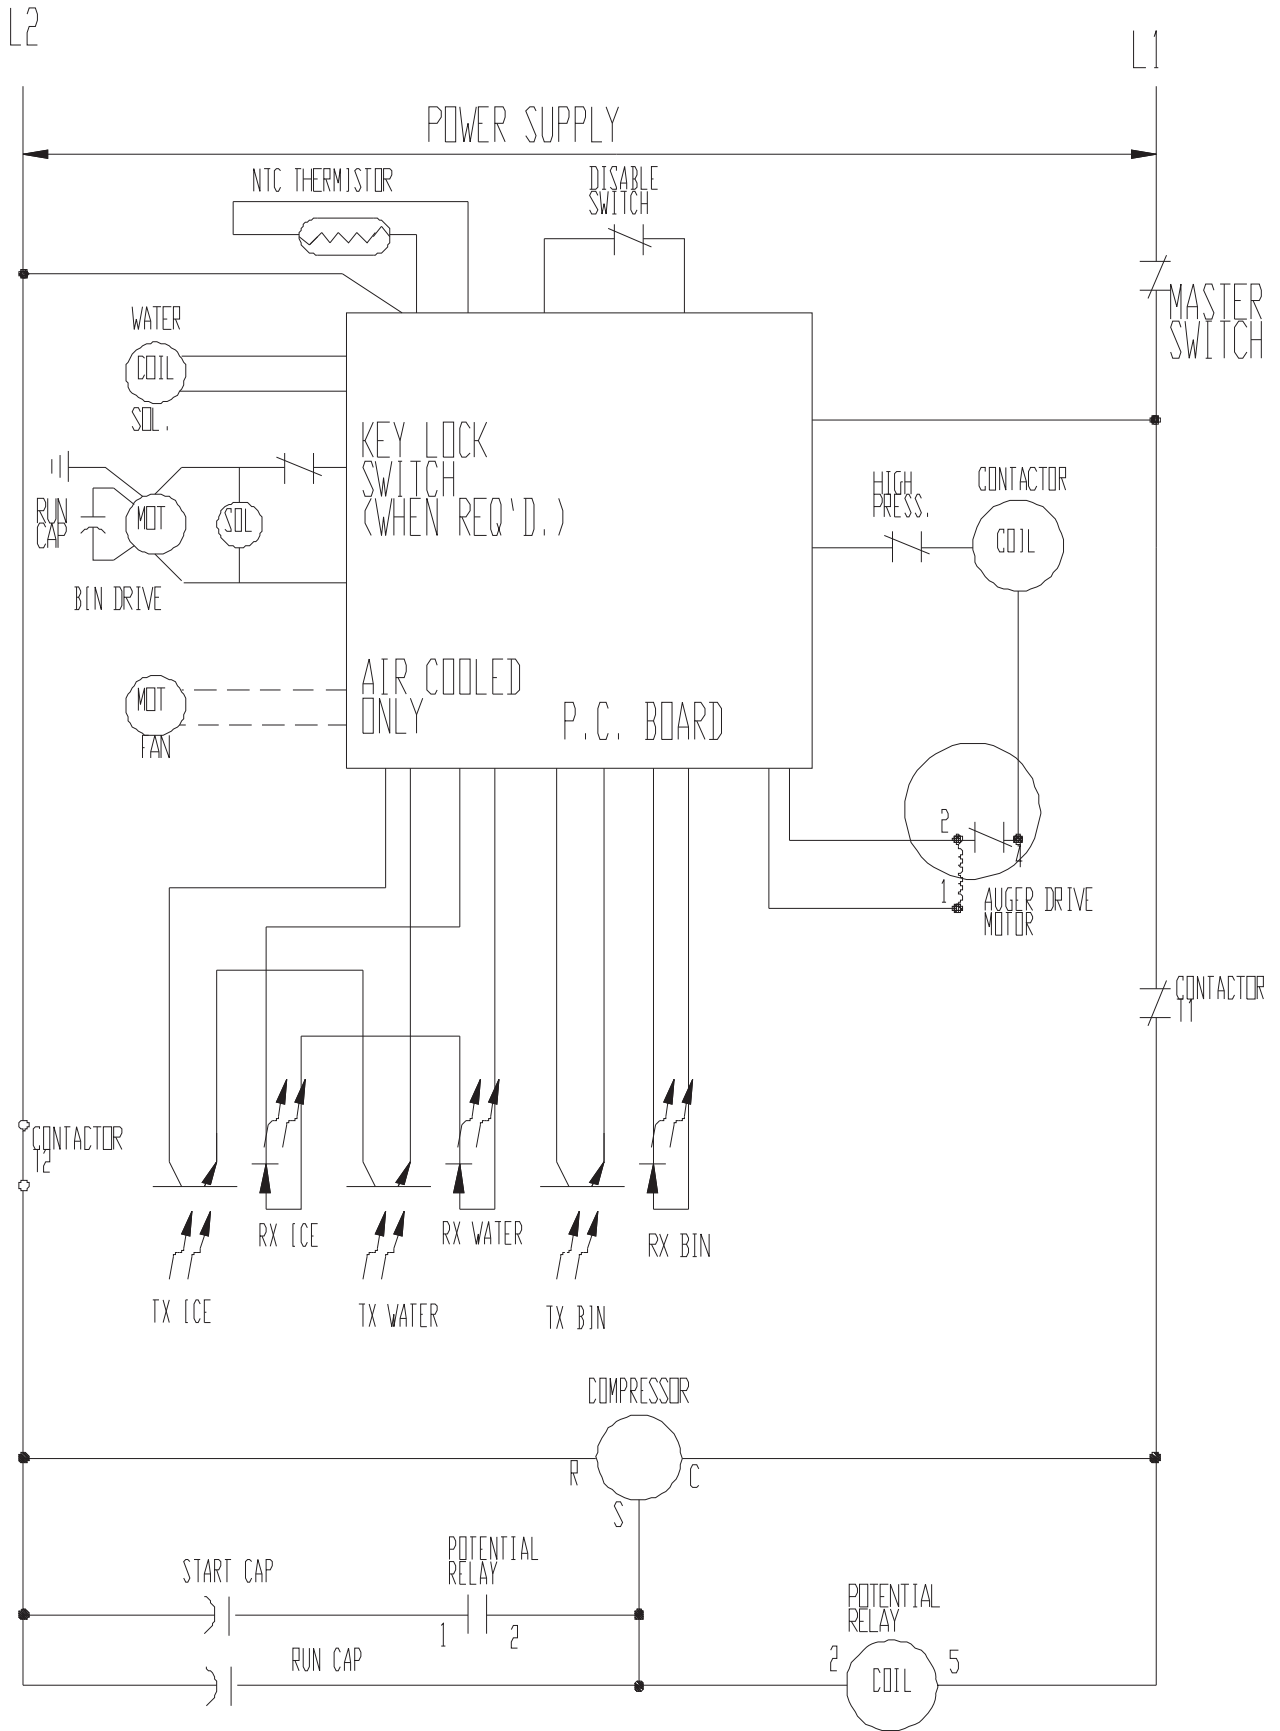 L2
L1
POWER SUPPLY
NTC THERMISTOR
DISABLE
SWITCH
MASTER
SWITCH
WATER
COIL
SOL.
KEY LOCK
SWITCH
(WHEN REQ'D.)
HIGH
PRESS.
CONTACTOR
COIL
RUN
CAP
MOT
SOL
BIN DRIVE
AIR COOLED
ONLY
MOT
FAN
P.C. BOARD
2
4
1
AUGER DRIVE
MOTOR
CONTACTOR
T1
CONTACTOR
T2
RX ICE
RX WATER
RX BIN
TX ICE
TX WATER
TX BIN
COMPRESSOR
R
C
S
START CAP
POTENTIAL
RELAY
1
2
POTENTIAL
RELAY
RUN CAP
2
COIL
5